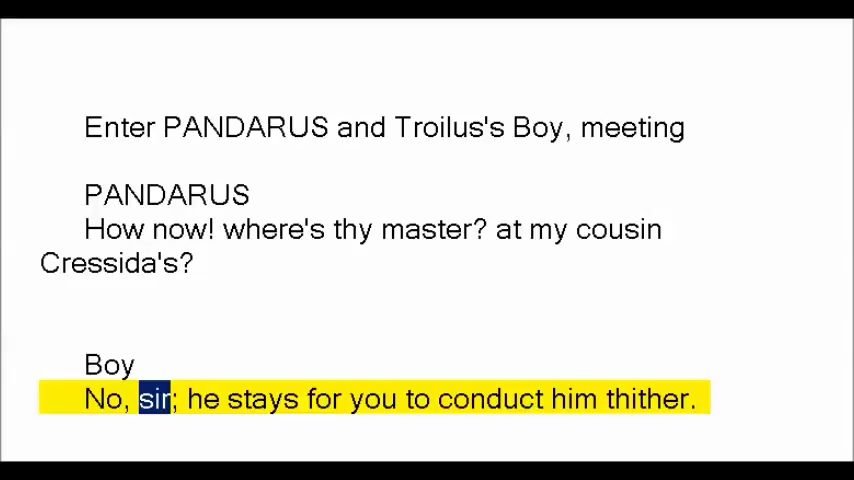 Enter PANDARUS and Troilus's Boy, meeting
PANDARUS
How now! where's thy master? at my cousin
Cressida's?
Boy
No, sir; he stays for you to conduct him thither.